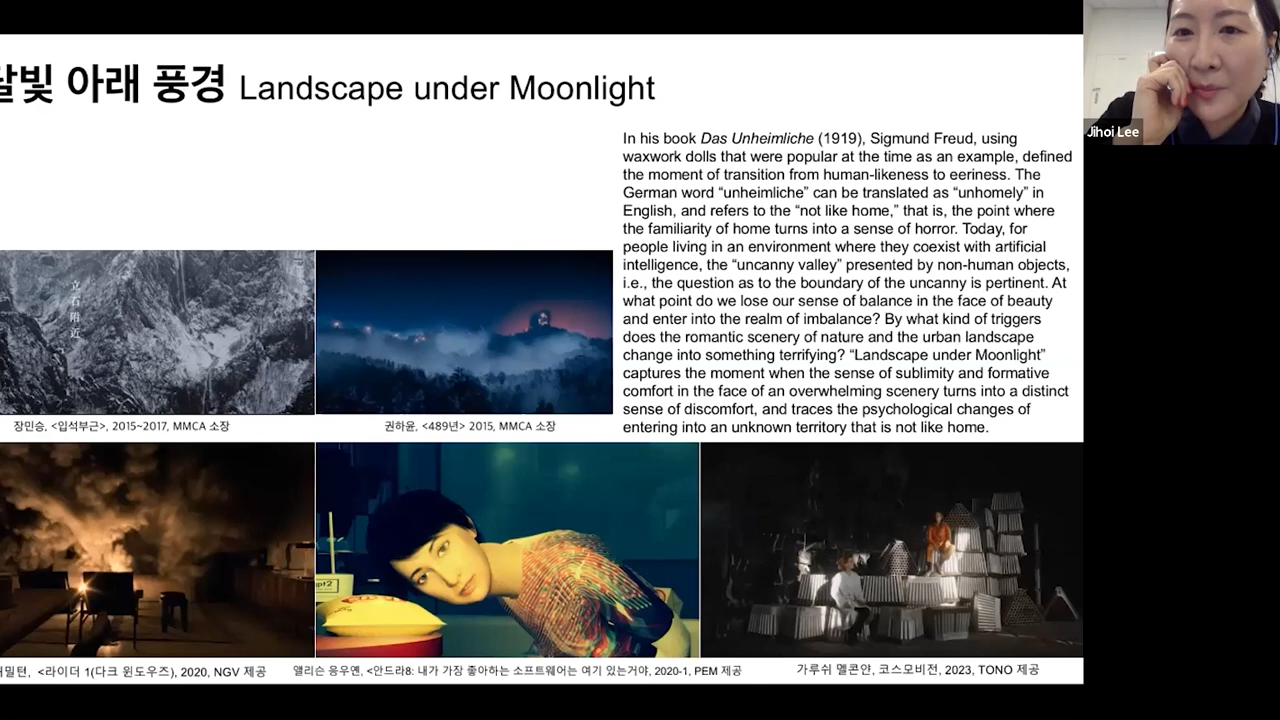 달빛 아래 풍경 Landscape under Moonlight
In his book Das Unheimliche (1919), Sigmund Freud, using
waxwork dolls that were popular at the time as an example, defined
the moment of transition from human-likeness to eeriness. The
German word “unheimliche” can be translated as “unhomely” in
English, and refers to the “not like home,” that is, the point where
the familiarity of home turns into a sense of horror. Today, for
people living in an environment where they coexist with artificial
intelligence, the “uncanny valley” presented by non-human objects,
i.e., the question as to the boundary of the uncanny is pertinent. At
what point do we lose our sense of balance in the face of beauty
and enter into the realm of imbalance? By what kind of triggers
does the romantic scenery of nature and the urban landscape
change into something terrifying? “Landscape under Moonlight”
captures the moment when the sense of sublimity and formative
comfort in the face of an overwhelming scenery turns into a distinct
sense of discomfort, and traces the psychological changes of
entering into an unknown territory that is not like home.
立石附近
장민승, <입석부근>, 2015~2017, MMCA 소장
권하윤, <489년> 2015, MMCA 소장
<라이더 1(다크 윈도우즈), 2020, NGV 제공
앨리슨 응우옌, <안드라8: 내가 가장 좋아하는 소프트웨어는 여기 있는거야, 2020-1, PEM 제공
가루쉬 멜콘얀, 코스모비전, 2023, TONO 제공
Jihoi Lee